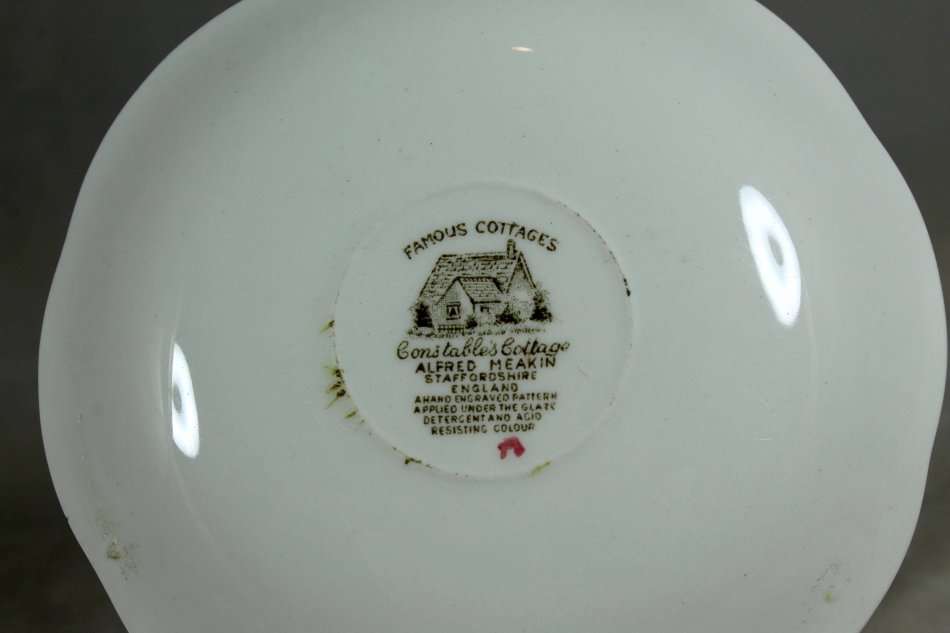 FAMOUS COTTAGES
Constable's Cottage
ALFRED MEAKIN
STAFFORDSHIRE
ENGLAND
A HAND ENGRAVED PATTERN
APPLIED UNDER THE GLAZE
DETERGENT AND ACID
RESISTING COLOUR